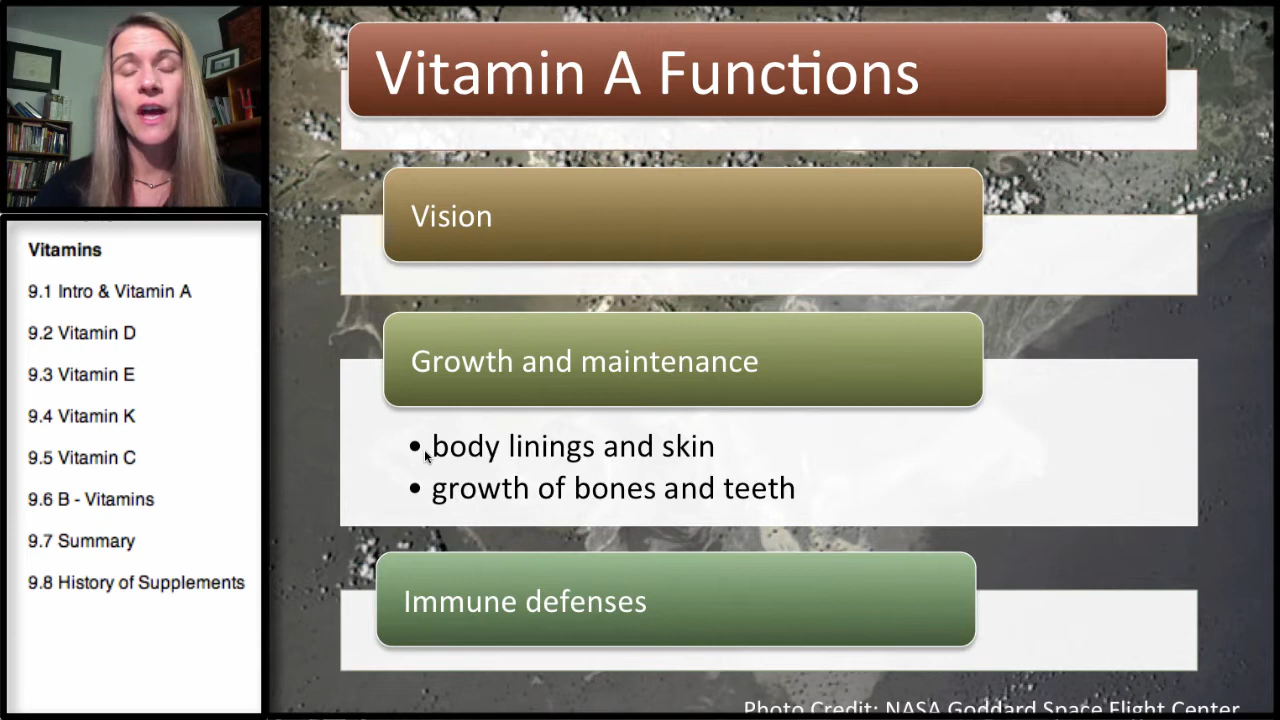 Vitamin A Functions
Vision
Growth and maintenance
• body linings and skin
• growth of bones and teeth
Immune defenses
Photo Credit: NASA Goddard Space Flight Center
Vitamins
9.1 Intro & Vitamin A
9.2 Vitamin D
9.3 Vitamin E
9.4 Vitamin K
9.5 Vitamin C
9.6 B - Vitamins
9.7 Summary
9.8 History of Supplements